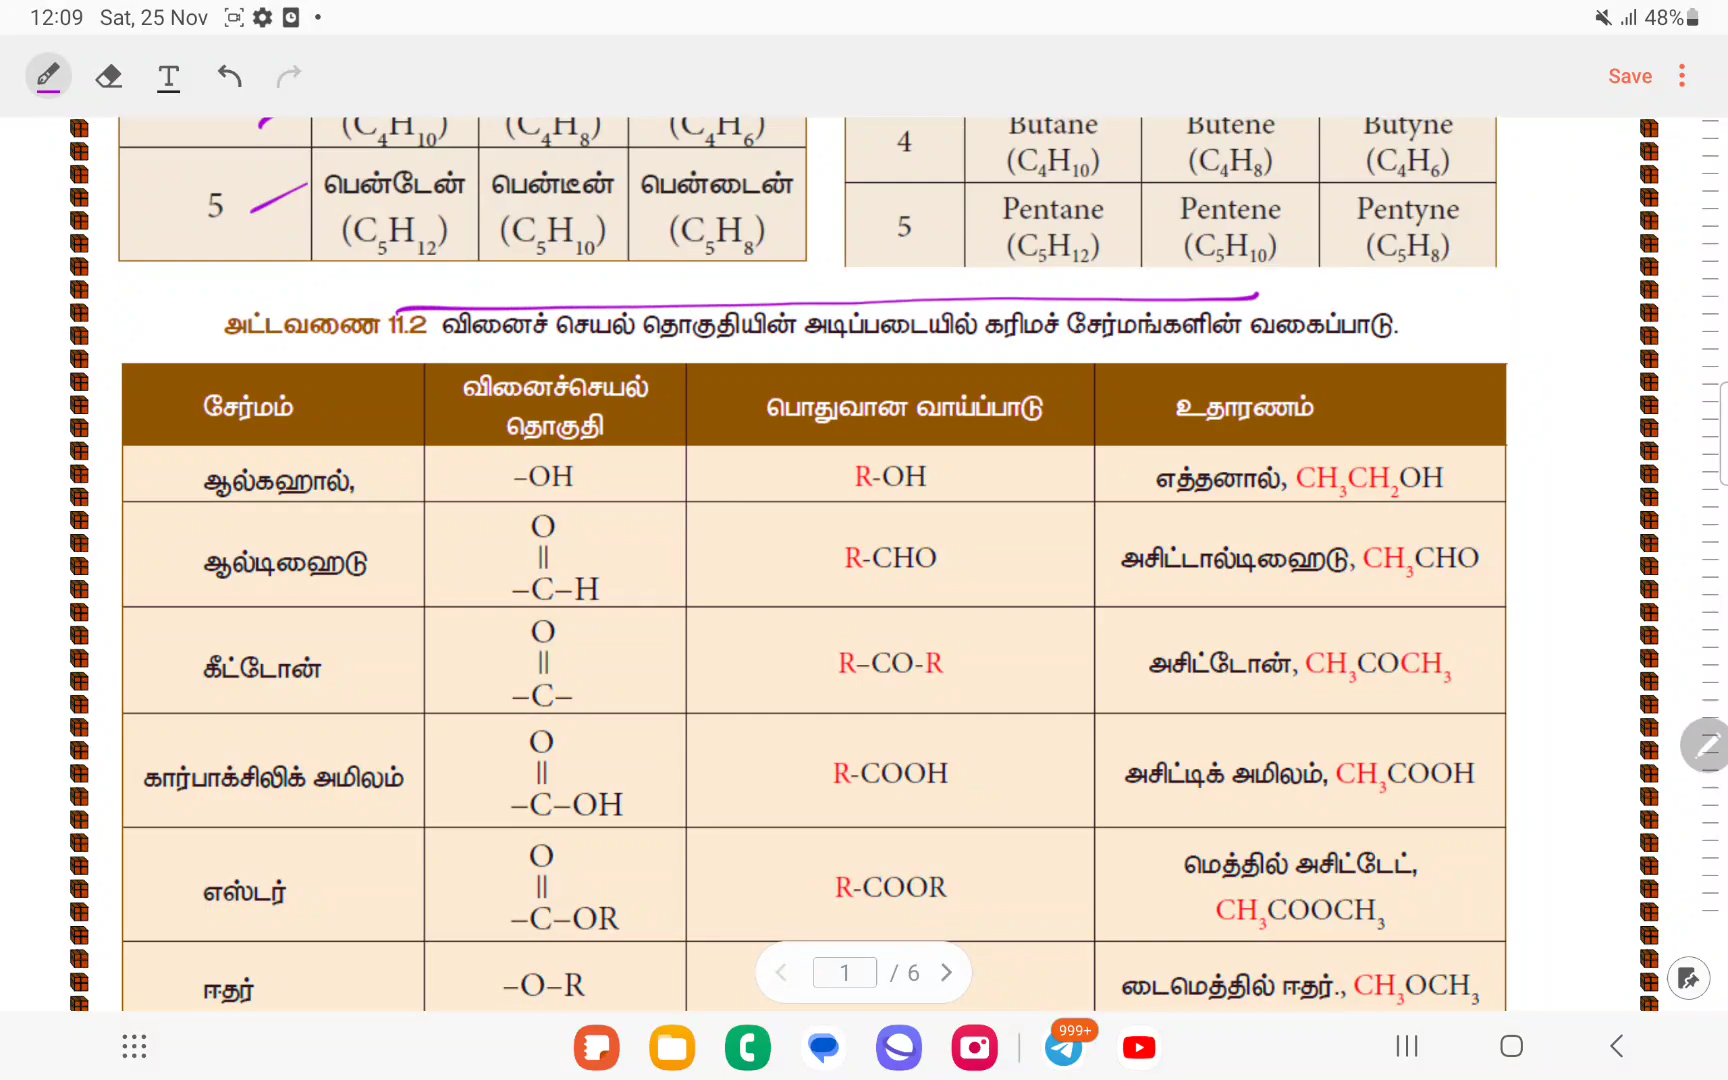 12:09 Sat, 25 Nov
48%
Save
(C₄H₁₀) (C₄H₈) (C₄H₆)
5 பென்டேன் பென்டீன் பென்டைன்
(C₅H₁₂) (C₅H₁₀) (C₅H₈)
4 Butane Butene Butyne
(C₄H₁₀) (C₄H₈) (C₄H₆)
5 Pentane Pentene Pentyne
(C₅H₁₂) (C₅H₁₀) (C₅H₈)
அட்டவணை 11.2 வினைச் செயல் தொகுதியின் அடிப்படையில் கரிமச் சேர்மங்களின் வகைப்பாடு.
சேர்மம் வினைச்செயல் தொகுதி பொதுவான வாய்ப்பாடு உதாரணம்
ஆல்கஹால், –OH R-OH எத்தனால், CH₃CH₂OH
O
||
ஆல்டிஹைடு –C–H R-CHO அசிட்டால்டிஹைடு, CH₃CHO
O
||
கீட்டோன் –C– R–CO-R அசிட்டோன், CH₃COCH₃
O
||
கார்பாக்சிலிக் அமிலம் –C–OH R-COOH அசிட்டிக் அமிலம், CH₃COOH
O
||
எஸ்டர் –C–OR R-COOR மெத்தில் அசிட்டேட்,
CH₃COOCH₃
ஈதர் –O–R டைமெத்தில் ஈதர்., CH₃OCH₃
1 / 6
999+